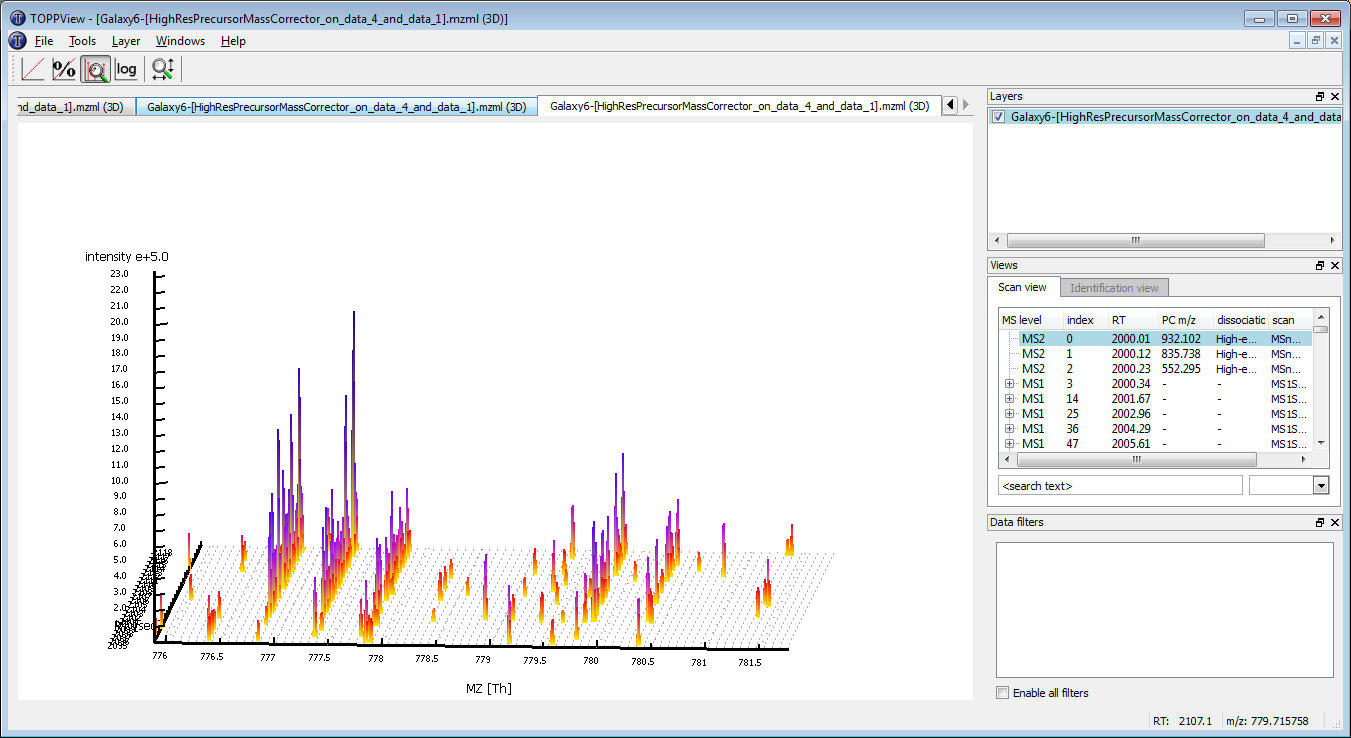 TOPPView - [Galaxy6-[HighResPrecursorMassCorrector_on_data_4_and_data_1].mzml (3D)]
File Tools Layer Windows Help
% log
nd_data_1].mzml (3D) Galaxy6-[HighResPrecursorMassCorrector_on_data_4_and_data_1].mzml (3D) Galaxy6-[HighResPrecursorMassCorrector_on_data_4_and_data_1].mzml (3D)
intensity e+5.0
23.0
22.0
21.0
20.0
19.0
18.0
17.0
16.0
15.0
14.0
13.0
12.0
11.0
10.0
9.0
8.0
7.0
6.0
5.0
4.0
3.0
2.0
2095
776 776.5 777 777.5 778 778.5 779 779.5 780 780.5 781 781.5
MZ [Th]
Layers
Galaxy6-[HighResPrecursorMassCorrector_on_data_4_and_data
Views
Scan view Identification view
MS level index RT PC m/z dissociatic scan
MS2 0 2000.01 932.102 High-e... MSn...
MS2 1 2000.12 835.738 High-e... MSn...
MS2 2 2000.23 552.295 High-e... MSn...
MS1 3 2000.34 - - MS1S...
MS1 14 2001.67 - - MS1S...
MS1 25 2002.96 - - MS1S...
MS1 36 2004.29 - - MS1S...
MS1 47 2005.61 - - MS1S...
<search text>
Data filters
Enable all filters
RT: 2107.1 m/z: 779.715758